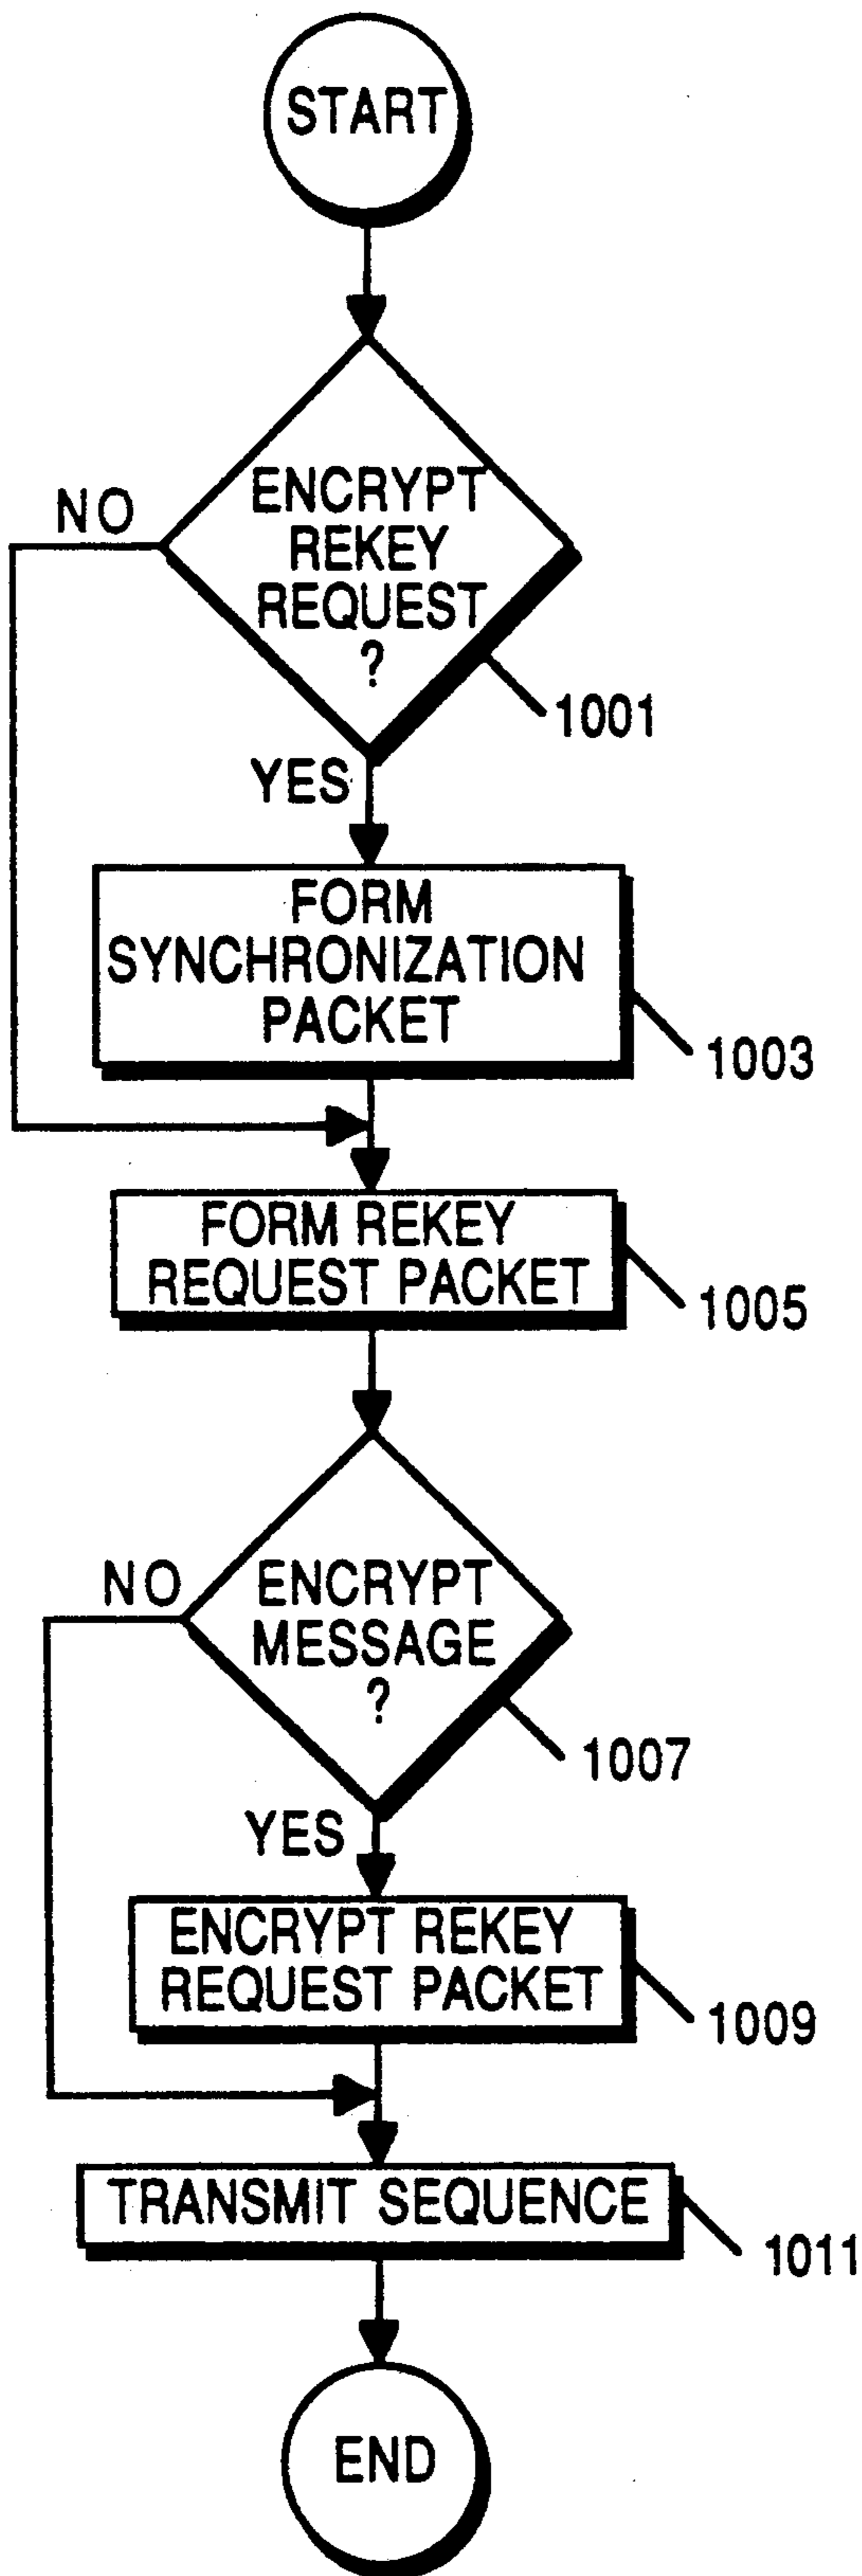 START
NO
ENCRYPT
REKEY
REQUEST
?
1001
YES
FORM
SYNCHRONIZATION
PACKET
1003
FORM REKEY
REQUEST PACKET
1005
NO
ENCRYPT
MESSAGE
?
1007
YES
ENCRYPT REKEY
REQUEST PACKET
1009
TRANSMIT SEQUENCE
1011
END